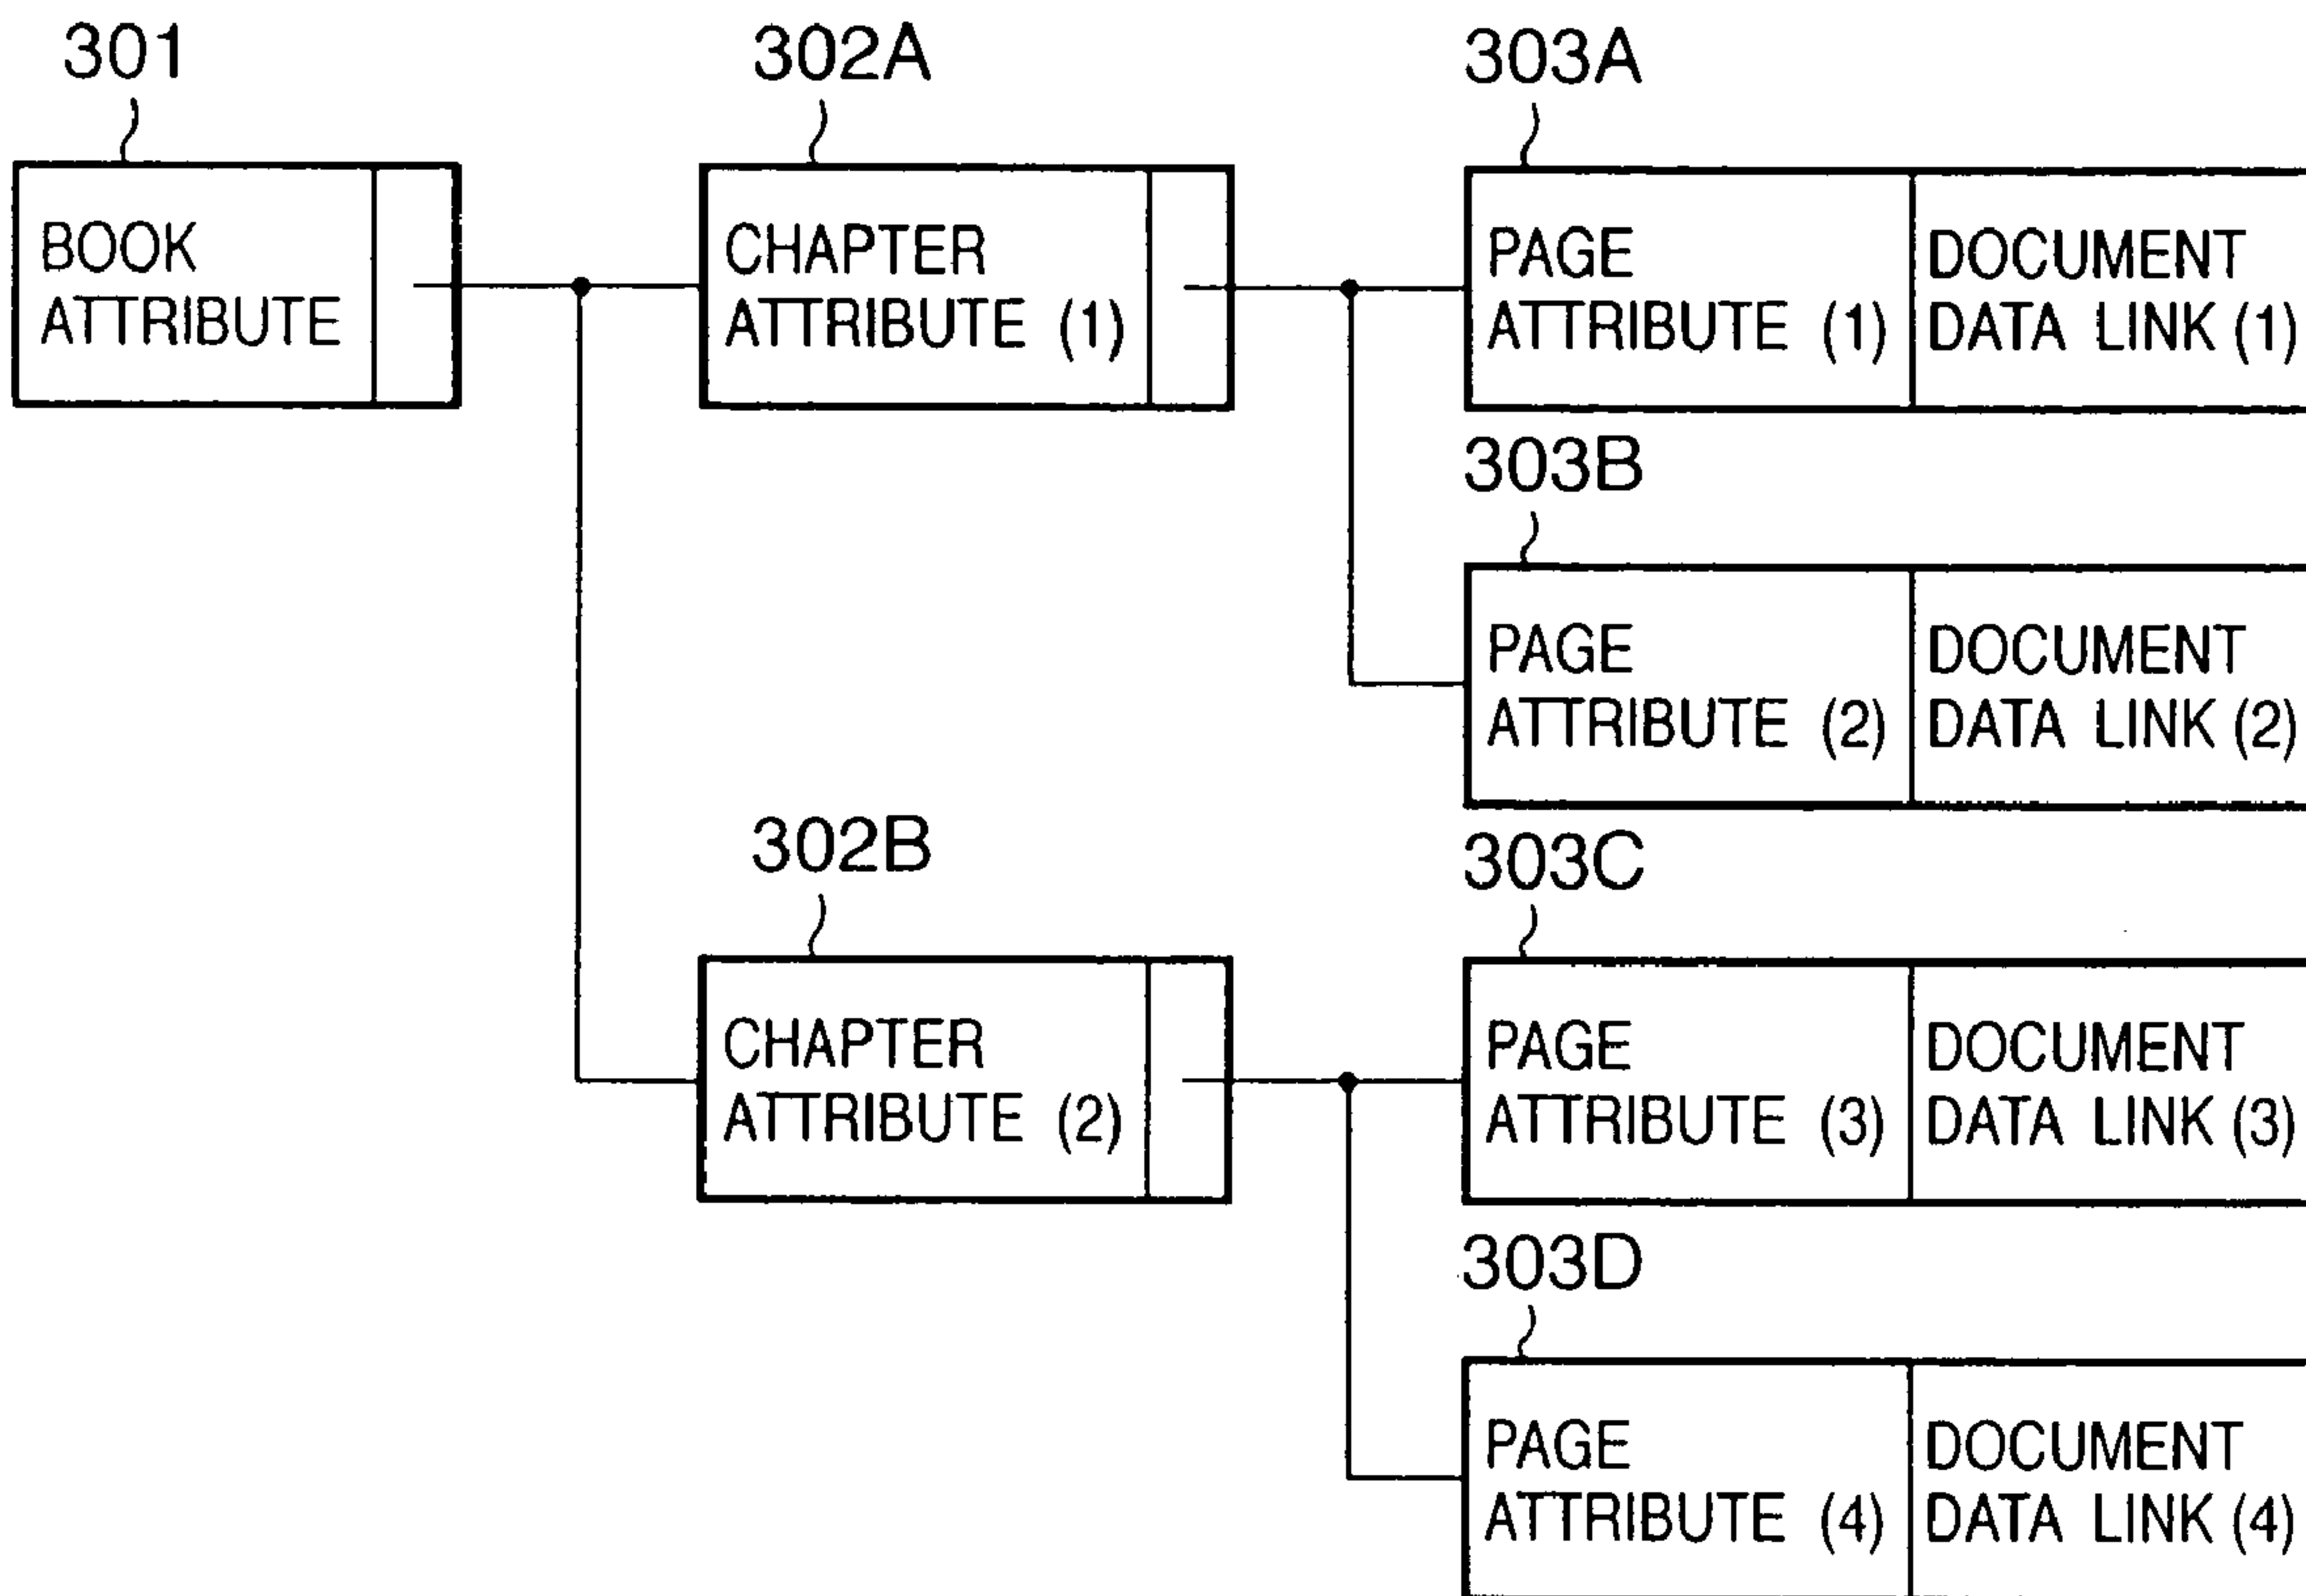 301
302A
303A
BOOK
ATTRIBUTE
CHAPTER
ATTRIBUTE (1)
PAGE
ATTRIBUTE (1)
DOCUMENT
DATA LINK (1)
303B
PAGE
ATTRIBUTE (2)
DOCUMENT
DATA LINK (2)
302B
303C
CHAPTER
ATTRIBUTE (2)
PAGE
ATTRIBUTE (3)
DOCUMENT
DATA LINK (3)
303D
PAGE
ATTRIBUTE (4)
DOCUMENT
DATA LINK (4)